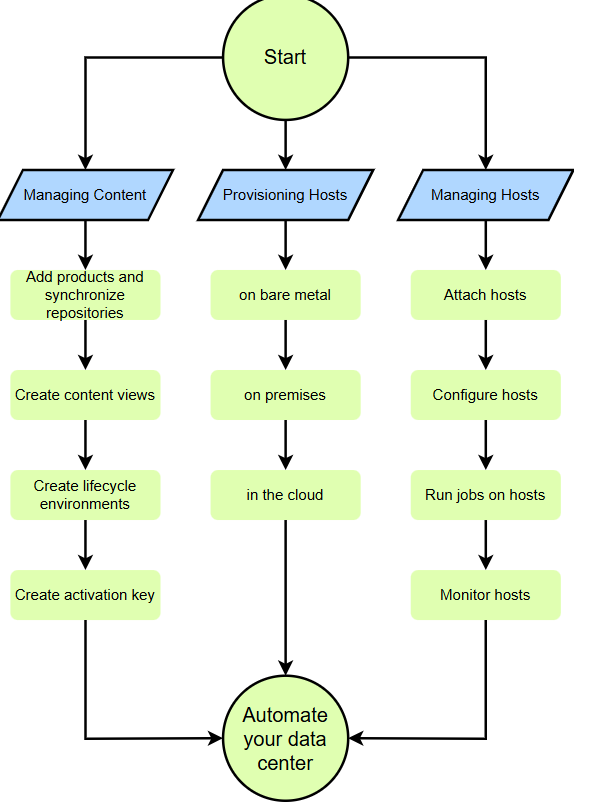 Start
Managing Content
Provisioning Hosts
Managing Hosts
Add products and
synchronize
repositories
on bare metal
Attach hosts
Create content views
on premises
Configure hosts
Create lifecycle
environments
in the cloud
Run jobs on hosts
Create activation key
Monitor hosts
Automate
your data
center